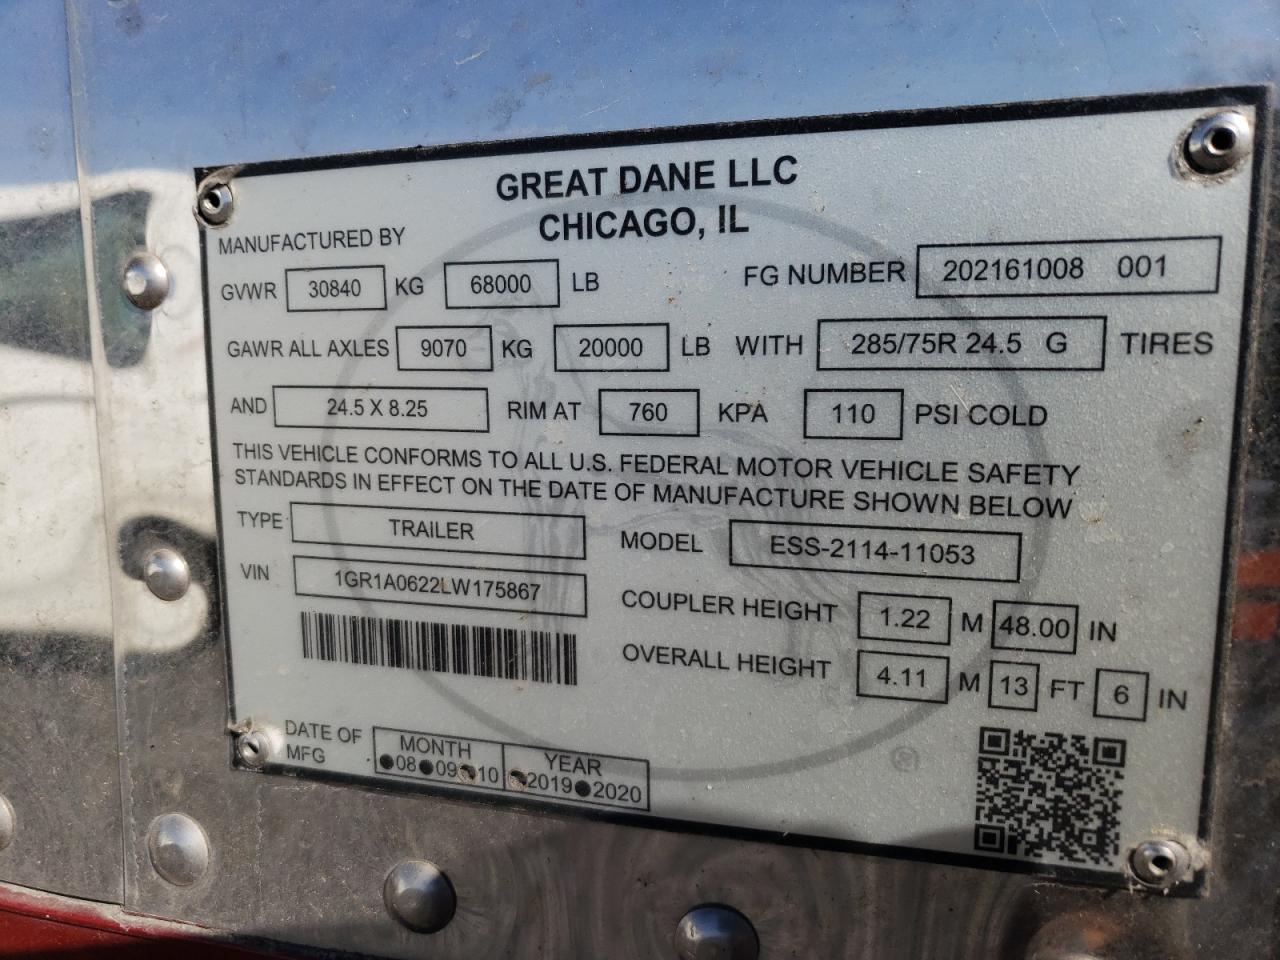 GREAT DANE LLC
CHICAGO, IL
MANUFACTURED BY
GVWR 30840 KG 68000 LB FG NUMBER 202161008 001
GAWR ALL AXLES 9070 KG 20000 LB WITH 285/75R 24.5 G TIRES
AND 24.5 X 8.25 RIM AT 760 KPA 110 PSI COLD
THIS VEHICLE CONFORMS TO ALL U.S. FEDERAL MOTOR VEHICLE SAFETY
STANDARDS IN EFFECT ON THE DATE OF MANUFACTURE SHOWN BELOW
TYPE TRAILER MODEL ESS-2114-11053
VIN 1GR1A0622LW175867
COUPLER HEIGHT 1.22 M 48.00 IN
OVERALL HEIGHT 4.11 M 13 FT 6 IN
DATE OF MFG MONTH YEAR
●08●09●10 ●2019●2020
®